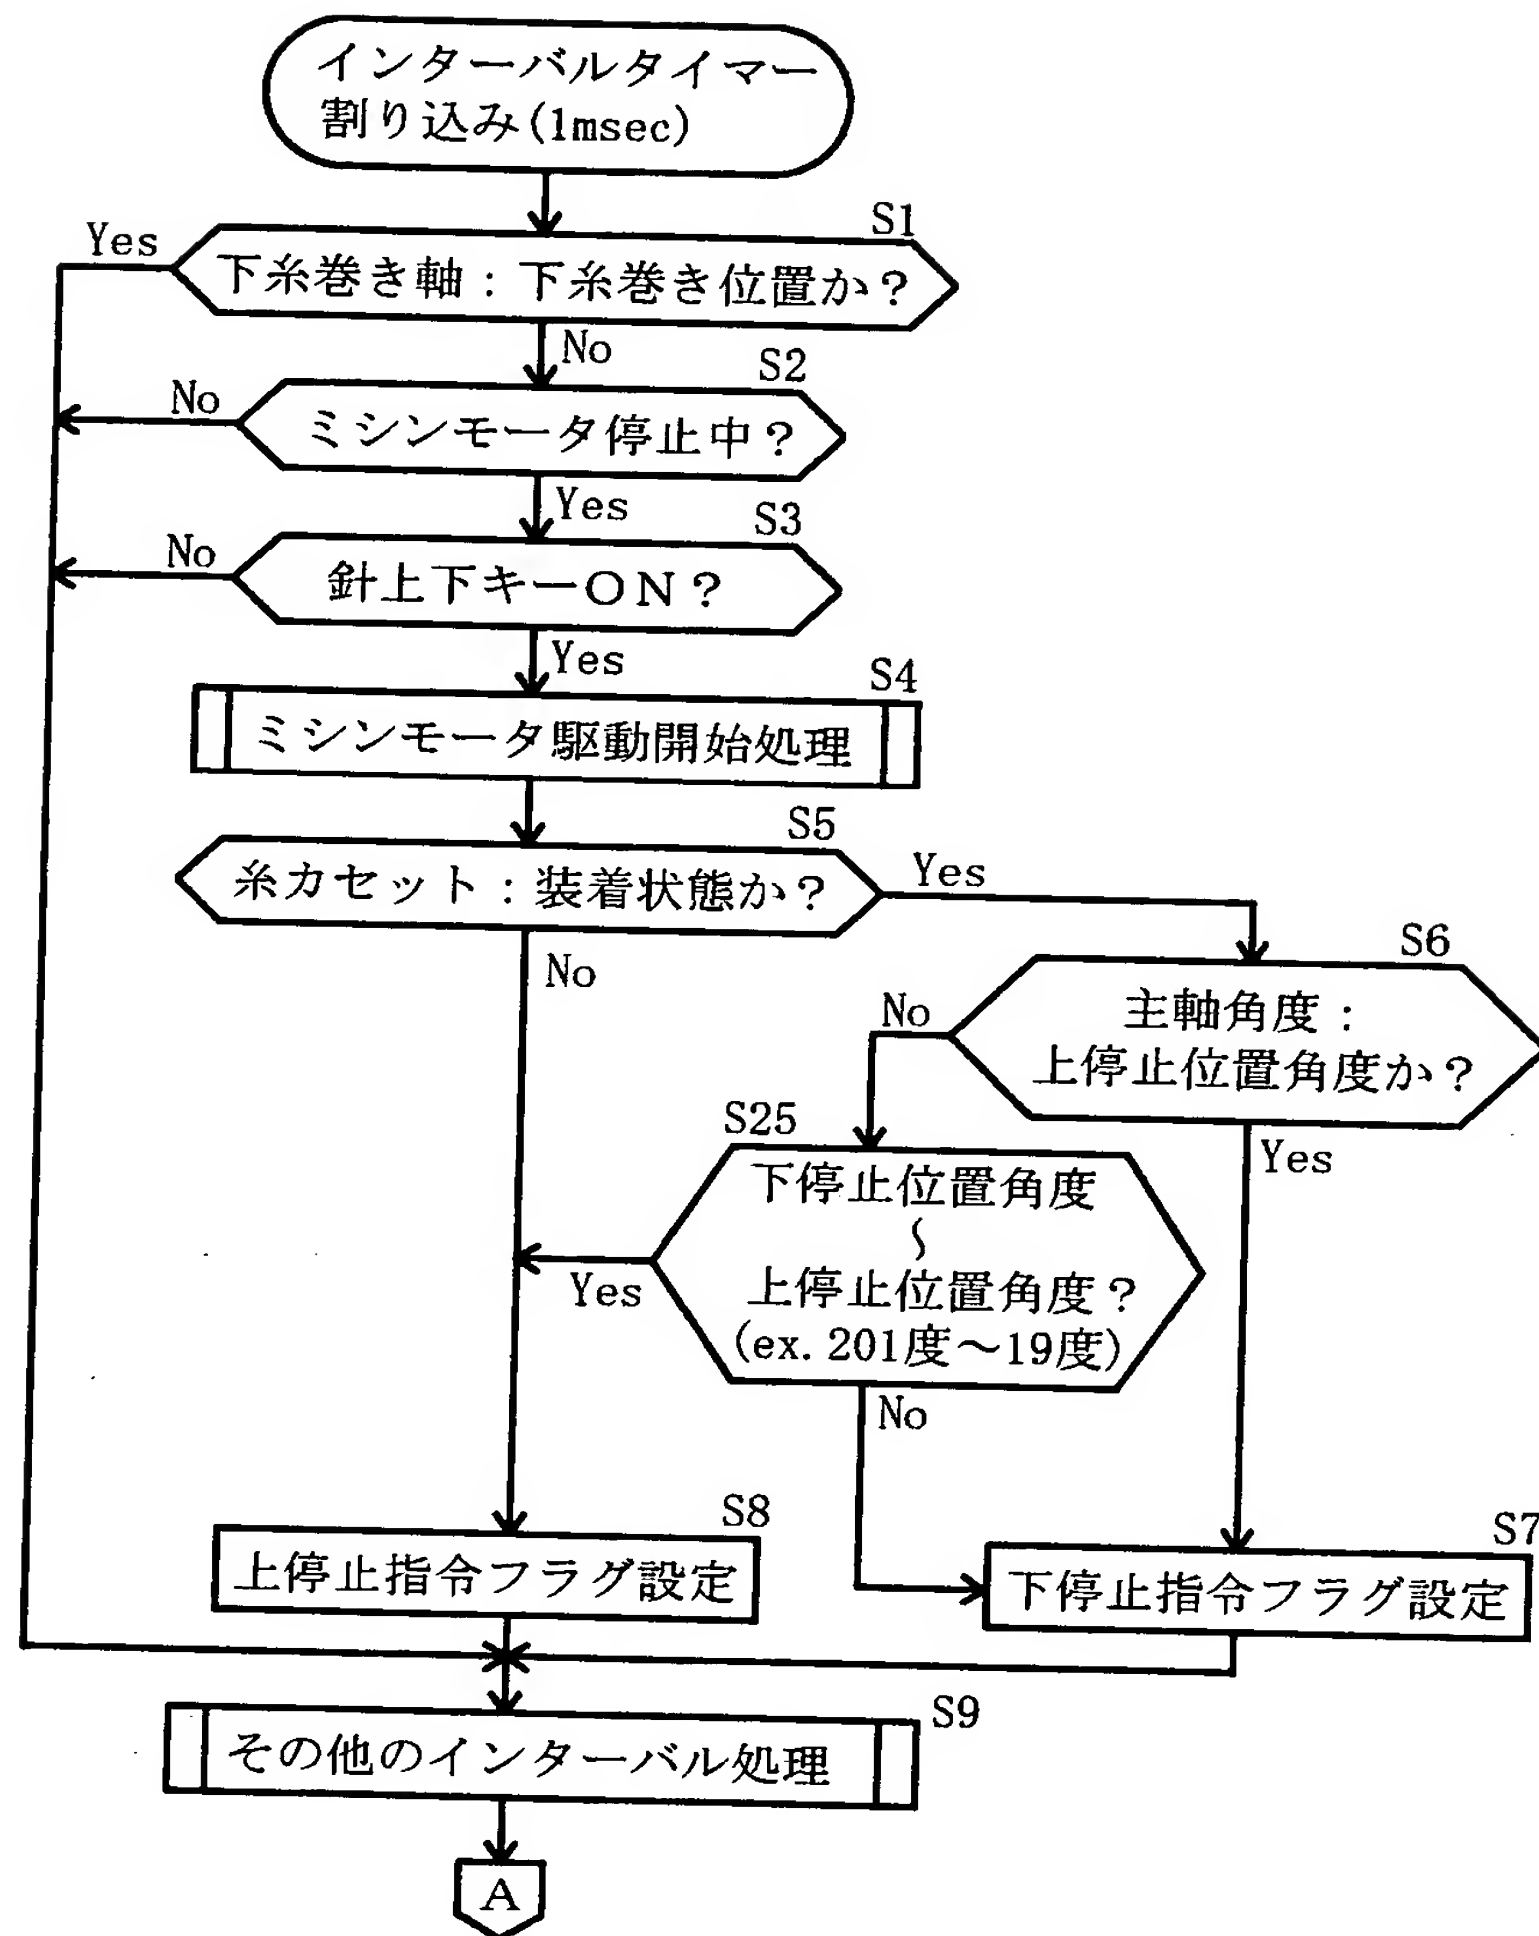 インターバルタイマー
割り込み(1msec)
S1
Yes
下糸巻き軸：下糸巻き位置か？
No
S2
No
ミシンモータ停止中？
Yes
S3
No
針上下キーＯＮ？
Yes
S4
ミシンモータ駆動開始処理
S5
糸カセット：装着状態か？
Yes
No
S6
主軸角度：
上停止位置角度か？
No
Yes
S25
下停止位置角度
～
上停止位置角度？
(ex. 201度～19度)
Yes
No
S8
上停止指令フラグ設定
S7
下停止指令フラグ設定
S9
その他のインターバル処理
A